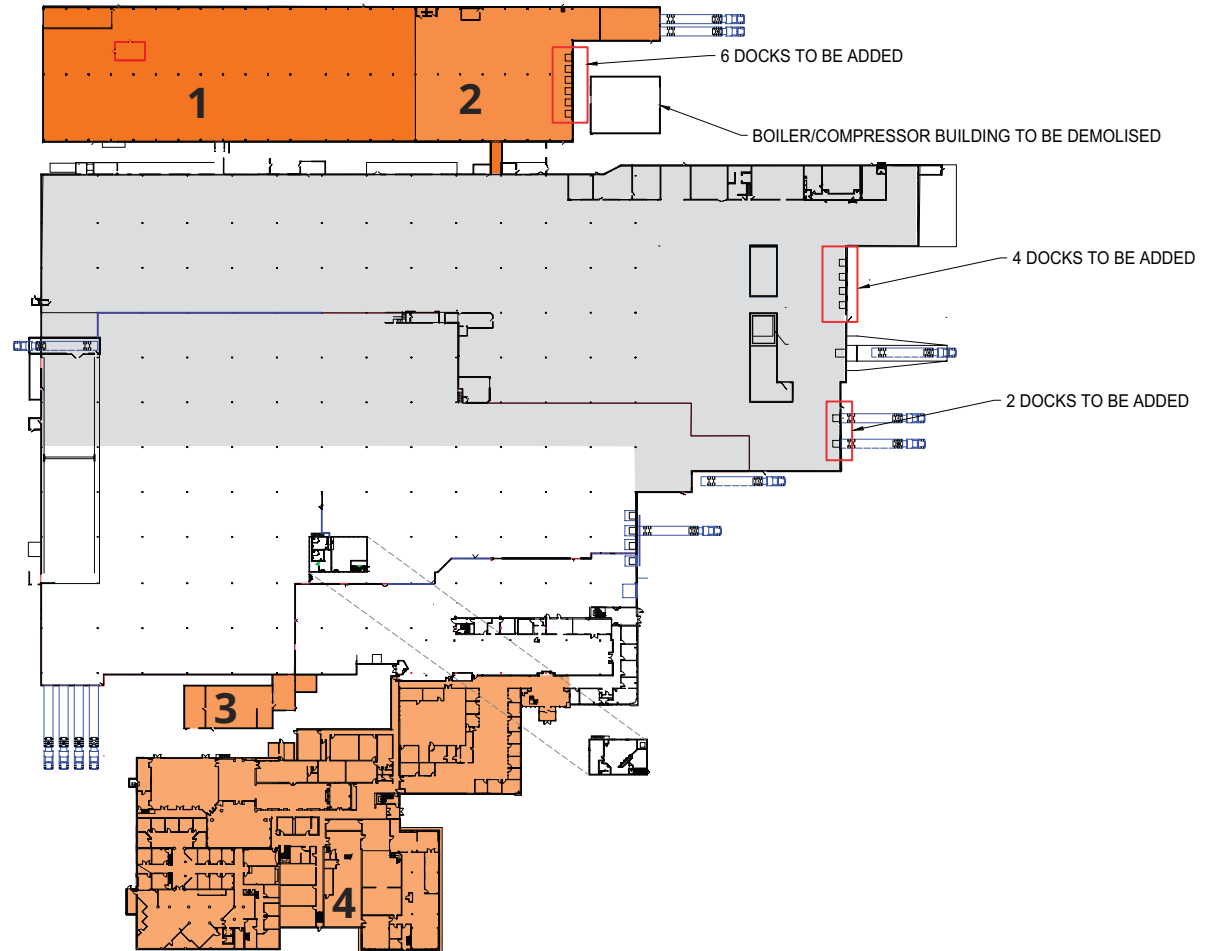 6 DOCKS TO BE ADDED
1
2
BOILER/COMPRESSOR BUILDING TO BE DEMOLISED
4 DOCKS TO BE ADDED
2 DOCKS TO BE ADDED
3
4